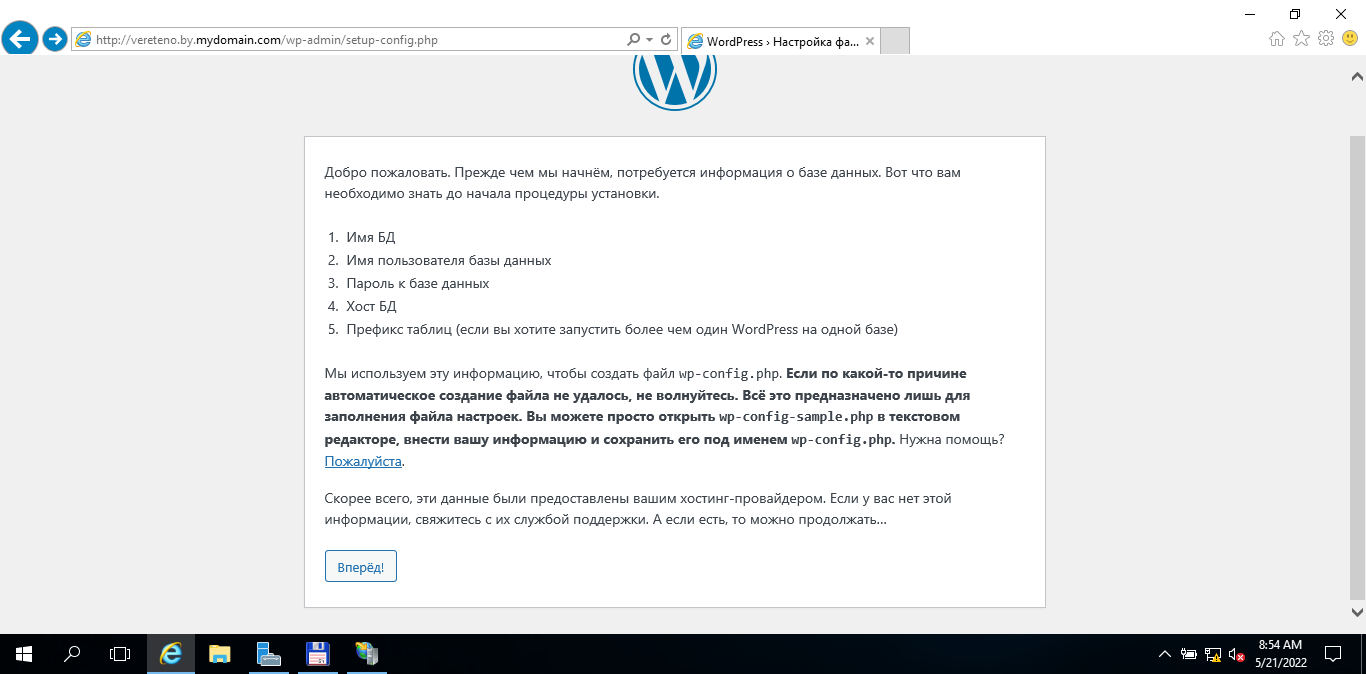 http://vereteno.by.mydomain.com/wp-admin/setup-config.php
WordPress › Настройка фа...
Добро пожаловать. Прежде чем мы начнём, потребуется информация о базе данных. Вот что вам
необходимо знать до начала процедуры установки.
1. Имя БД
2. Имя пользователя базы данных
3. Пароль к базе данных
4. Хост БД
5. Префикс таблиц (если вы хотите запустить более чем один WordPress на одной базе)
Мы используем эту информацию, чтобы создать файл wp-config.php. Если по какой-то причине
автоматическое создание файла не удалось, не волнуйтесь. Всё это предназначено лишь для
заполнения файла настроек. Вы можете просто открыть wp-config-sample.php в текстовом
редакторе, внести вашу информацию и сохранить его под именем wp-config.php. Нужна помощь?
Пожалуйста.
Скорее всего, эти данные были предоставлены вашим хостинг-провайдером. Если у вас нет этой
информации, свяжитесь с их службой поддержки. А если есть, то можно продолжать…
Вперёд!
8:54 AM
5/21/2022